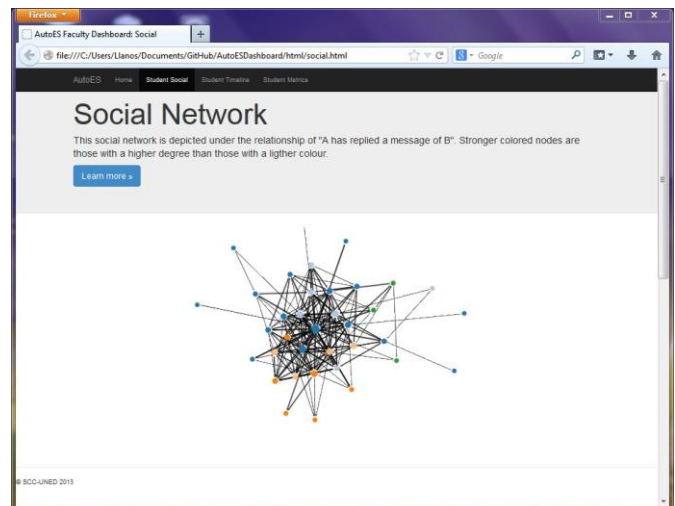 Firefox
AutoES Faculty Dashboard: Social
file:///C:/Users/Llanos/Documents/GitHub/AutoESDashboard/html/social.html
Google
AutoES Home Student Social Student Timeline Student Metrics
Social Network
This social network is depicted under the relationship of "A has replied a message of B". Stronger colored nodes are
those with a higher degree than those with a ligther colour.
Learn more »
© SCC-UNED 2013